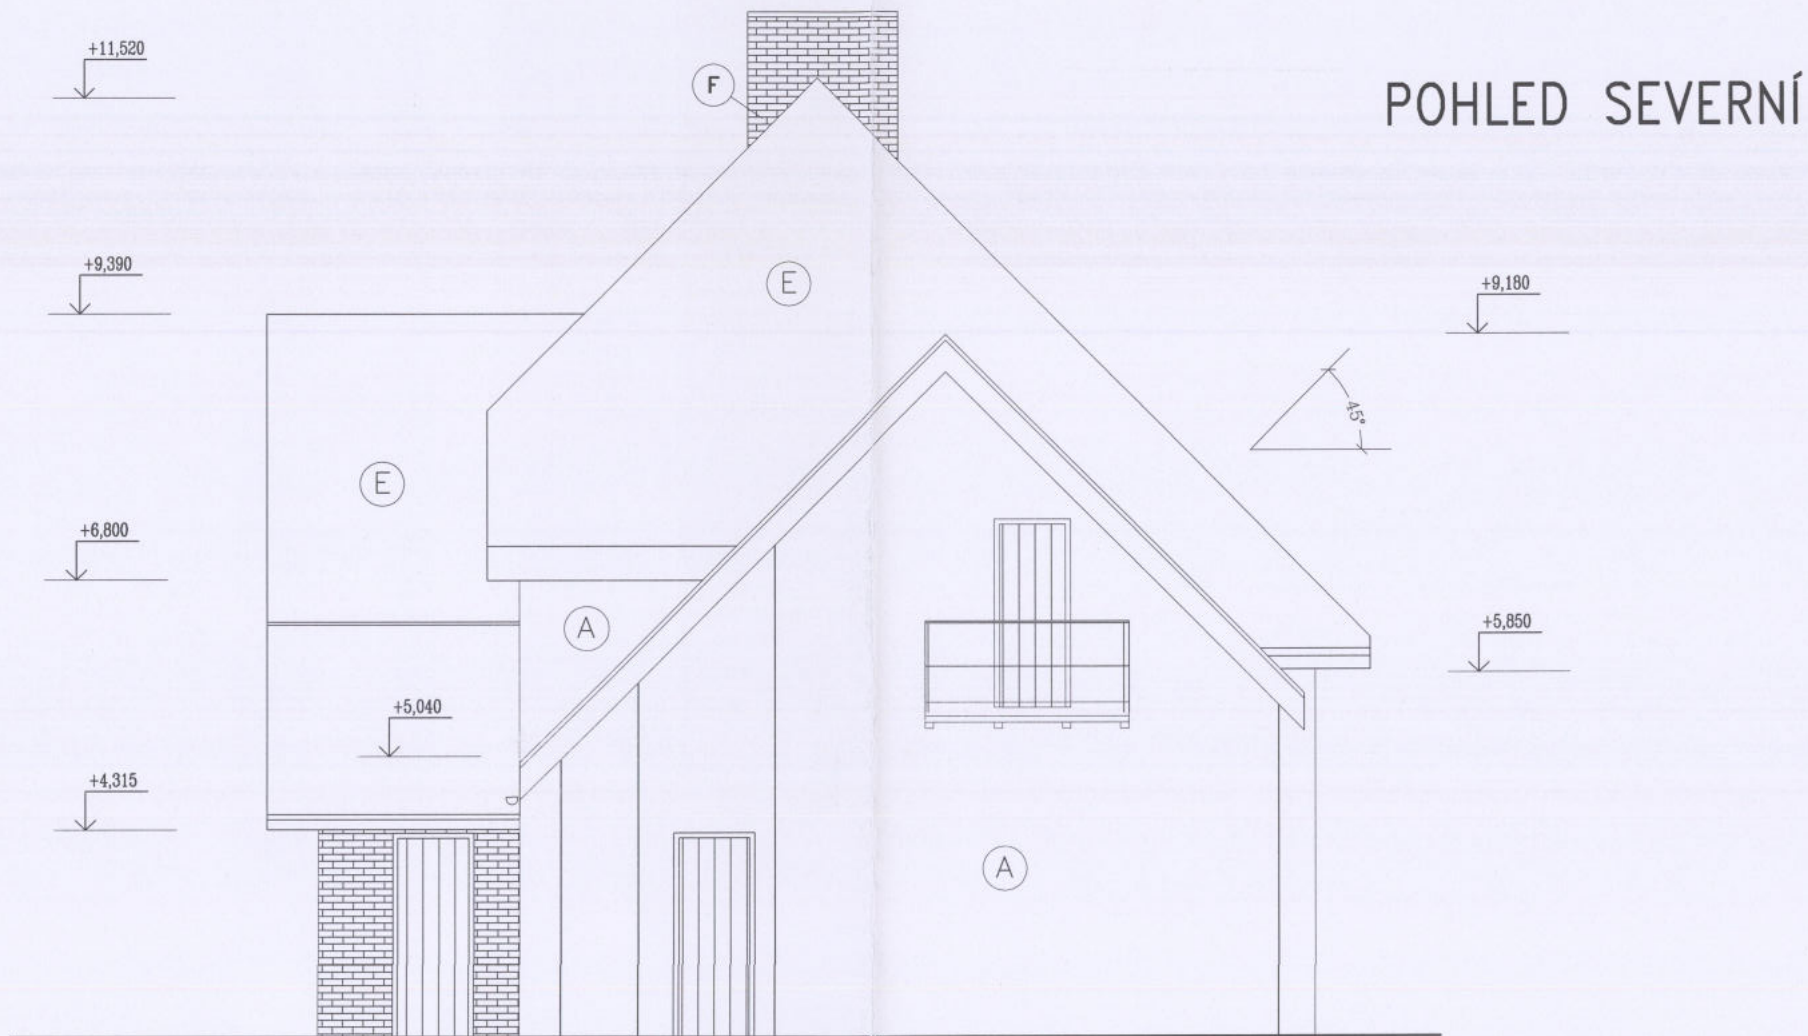 +11,520
F
POHLED SEVERNÍ
+9,390
E
+9,180
45°
E
+6,800
A
+5,850
+5,040
+4,315
A